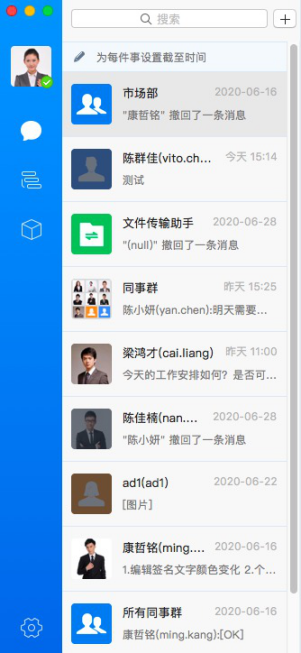 搜索
为每件事设置截至时间
市场部 2020-06-16
"康哲铭" 撤回了一条消息
陈群佳(vito.ch... 今天 15:14
测试
文件传输助手 2020-06-28
"(null)" 撤回了一条消息
同事群 昨天 15:25
陈小妍(yan.chen):明天需要...
梁鸿才(cai.liang) 昨天 11:00
今天的工作安排如何？是否可...
陈佳楠(nan.... 2020-06-28
"陈小妍" 撤回了一条消息
ad1(ad1) 2020-06-22
[图片]
康哲铭(ming.... 2020-06-16
1.编辑签名文字颜色变化 2.个...
所有同事群 2020-06-16
康哲铭(ming.kang):[OK]